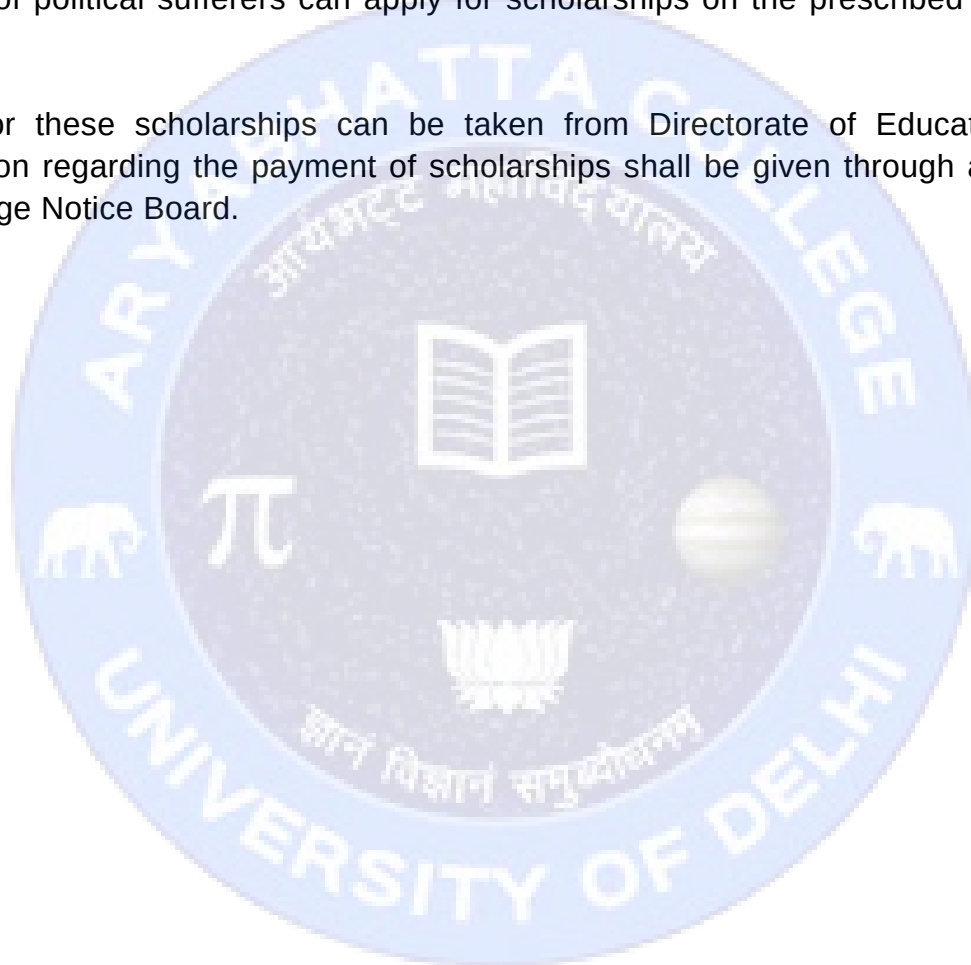 of political sufferers can apply for scholarships on the prescribed
or these scholarships can be taken from Directorate of Educat
on regarding the payment of scholarships shall be given through a
ge Notice Board.
ARYABHATTA COLLEGE
आर्यभट्ट महाविद्यालय
π
ज्ञानं विज्ञानं
UNIVERSITY OF DELHI